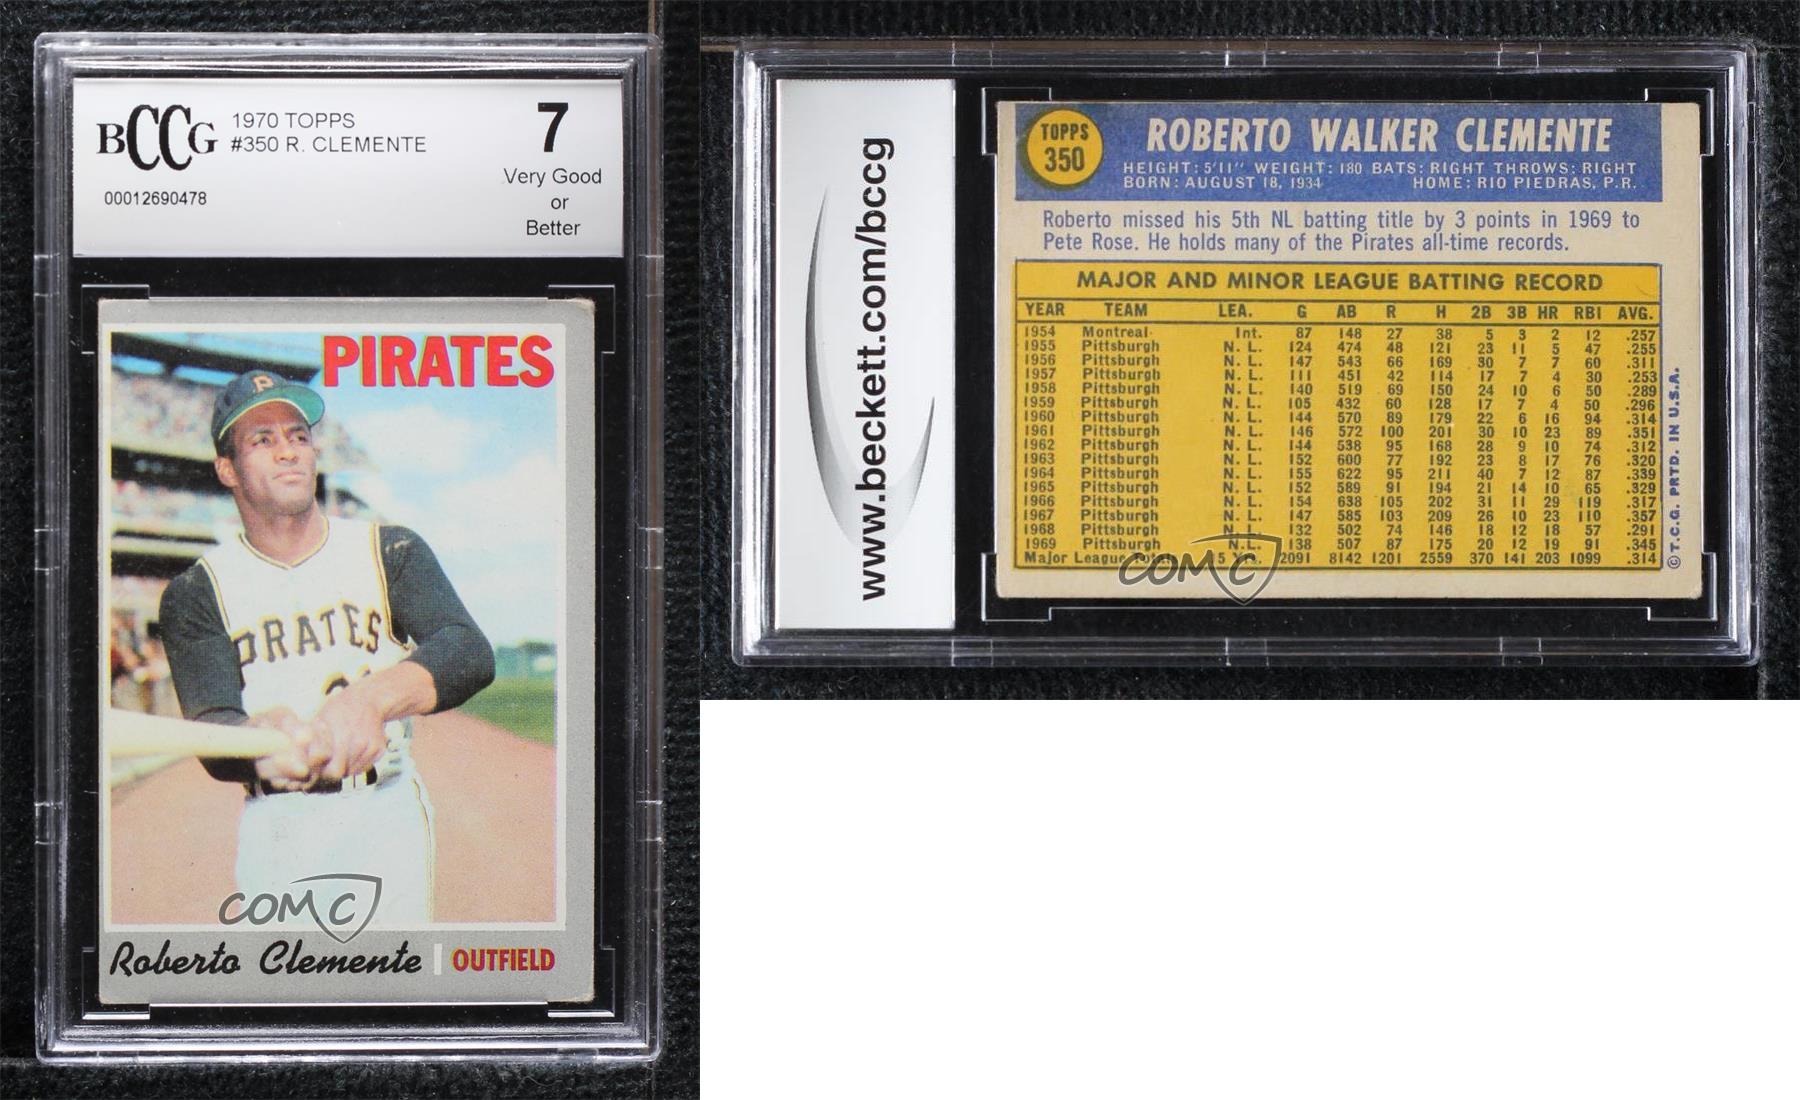 BCCG
1970 TOPPS
#350 R. CLEMENTE
00012690478
7
Very Good
or
Better
PIRATES
P
PIRATES
COMC
Roberto Clemente | OUTFIELD
www.beckett.com/bccg
TOPPS
350
ROBERTO WALKER CLEMENTE
HEIGHT: 5'11" WEIGHT: 180 BATS: RIGHT THROWS: RIGHT
BORN: AUGUST 18, 1934 HOME: RIO PIEDRAS, P.R.
Roberto missed his 5th NL batting title by 3 points in 1969 to
Pete Rose. He holds many of the Pirates all-time records.
MAJOR AND MINOR LEAGUE BATTING RECORD
YEAR TEAM LEA. G AB R H 2B 3B HR RBI AVG.
1954 Montreal Int. 87 148 27 38 5 3 2 12 .257
1955 Pittsburgh N. L. 124 474 48 121 23 11 5 47 .255
1956 Pittsburgh N. L. 147 543 66 169 30 7 7 60 .311
1957 Pittsburgh N. L. 111 451 42 114 17 7 4 30 .253
1958 Pittsburgh N. L. 140 519 69 150 24 10 6 50 .289
1959 Pittsburgh N. L. 105 432 60 128 17 7 4 50 .296
1960 Pittsburgh N. L. 144 570 89 179 22 6 16 94 .314
1961 Pittsburgh N. L. 146 572 100 201 30 10 23 89 .351
1962 Pittsburgh N. L. 144 538 95 168 28 9 10 74 .312
1963 Pittsburgh N. L. 152 600 77 192 23 8 17 76 .320
1964 Pittsburgh N. L. 155 622 95 211 40 7 12 87 .339
1965 Pittsburgh N. L. 152 589 91 194 21 14 10 65 .329
1966 Pittsburgh N. L. 154 638 105 202 31 11 29 119 .317
1967 Pittsburgh N. L. 147 585 103 209 26 10 23 110 .357
1968 Pittsburgh N. L. 132 502 74 146 18 12 18 57 .291
1969 Pittsburgh N.L. 138 507 87 175 20 12 19 91 .345
Major League 2091 8142 1201 2559 370 141 203 1099 .314
© T.C.G. PRTD. IN U.S.A.
COMC